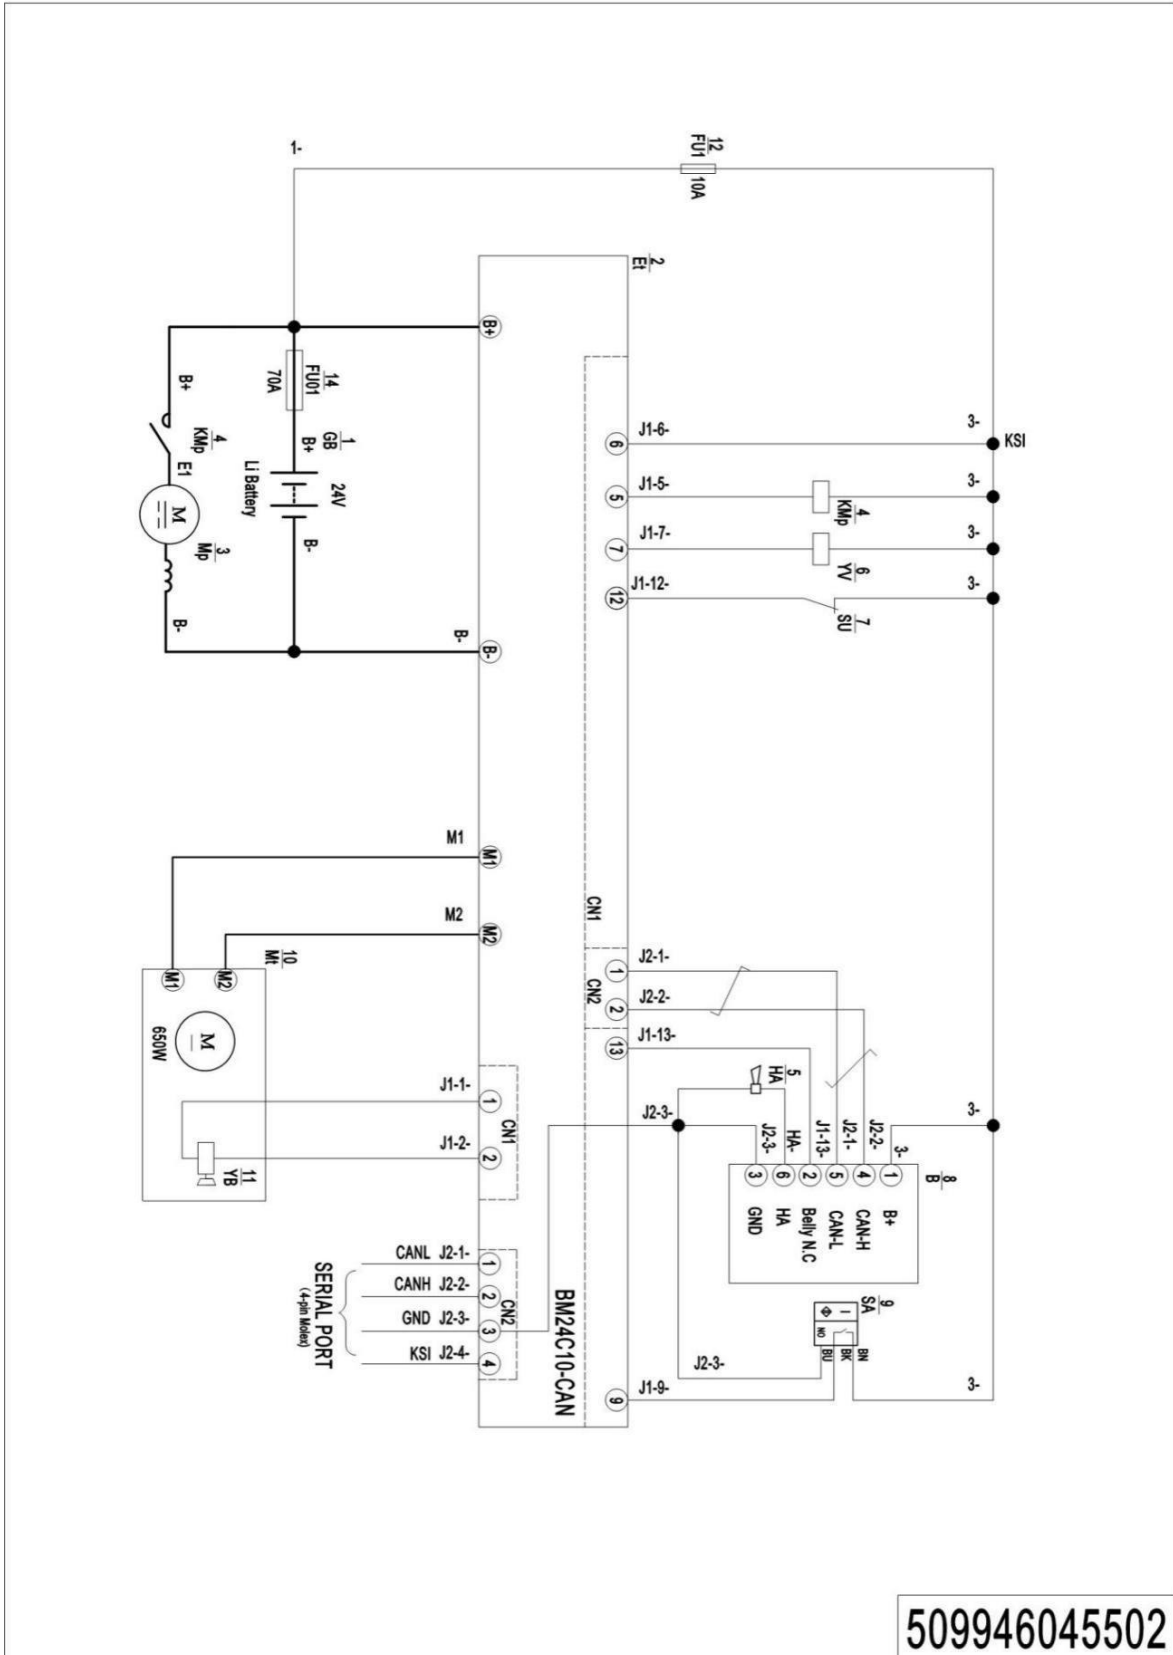 1-
12
FU1
10A
2
Et
B+
B+
14
FU01
70A
4
KMp
E1
1
GB
B+
Li Battery
24V
M
3
Mp
B-
B-
B-
B-
6
J1-6-
3-
KSI
5
J1-5-
4
KMp
3-
7
J1-7-
6
YV
3-
12
J1-12-
7
SU
3-
M1
M1
M2
M2
10
Mt
M1
M2
M
650W
CN1
CN2
1
J2-1-
2
J2-2-
13
J1-13-
5
HA
J2-3-
J2-3-
HA-
J1-13-
J2-1-
J2-2-
3-
3-
8
B
3
6
2
5
4
1
GND
HA
Belly N.C
CAN-L
CAN-H
B+
J1-1-
1
CN1
J1-2-
2
11
YB
9
SA
I
NO
BU
BK
BN
CANL J2-1-
1
CANH J2-2-
2
CN2
GND J2-3-
3
KSI J2-4-
4
SERIAL PORT
(4-pin Molex)
BM24C10-CAN
J2-3-
9
J1-9-
3-
509946045502